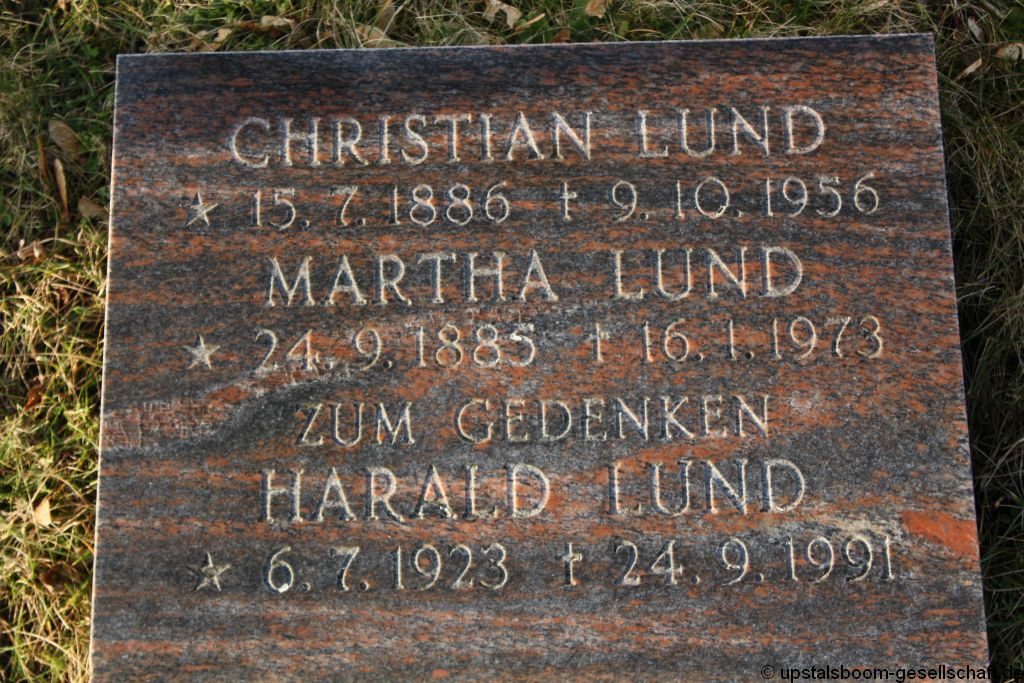 CHRISTIAN LUND
★ 15. 7. 1886 † 9. 10. 1956
MARTHA LUND
★ 24. 9. 1885 † 16. 1. 1973
ZUM GEDENKEN
HARALD LUND
★ 6. 7. 1923 † 24. 9. 1991
© upstalsboom-gesellschaft.de